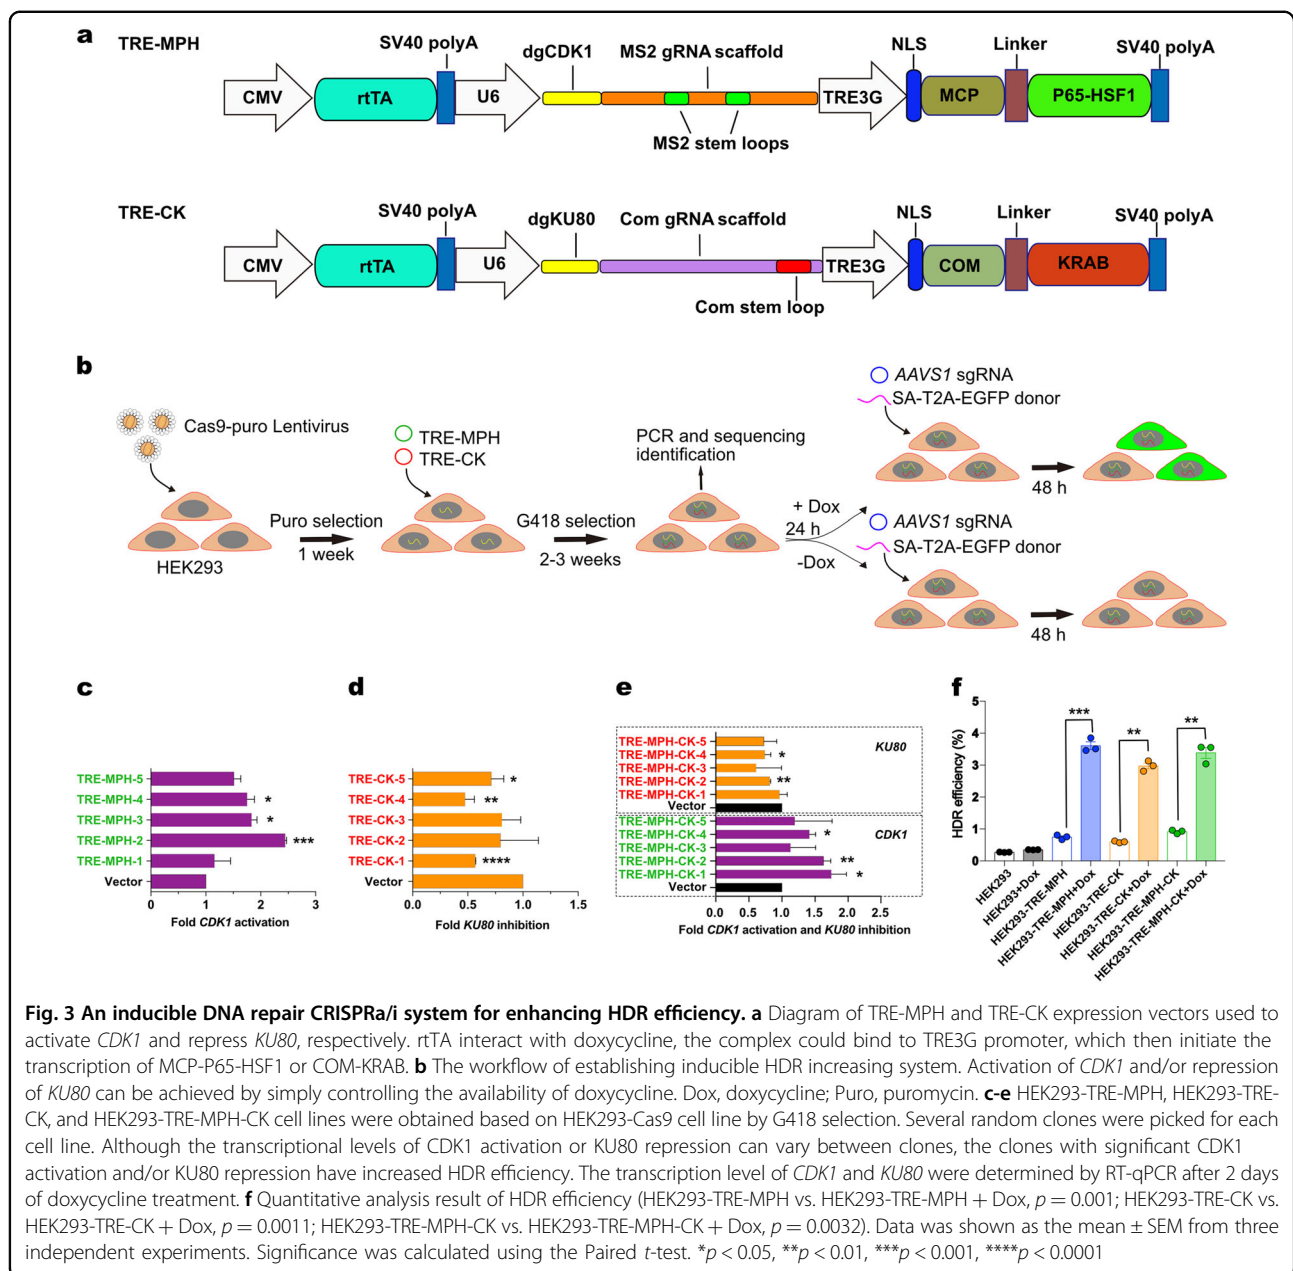 a
TRE-MPH
SV40 polyA
dgCDK1
MS2 gRNA scaffold
NLS
Linker
SV40 polyA
CMV
rtTA
U6
TRE3G
MCP
P65-HSF1
MS2 stem loops
TRE-CK
SV40 polyA
dgKU80
Com gRNA scaffold
NLS
Linker
SV40 polyA
CMV
rtTA
U6
TRE3G
COM
KRAB
Com stem loop
b
Cas9-puro Lentivirus
HEK293
Puro selection
1 week
TRE-MPH
TRE-CK
G418 selection
2-3 weeks
PCR and sequencing
identification
+ Dox
24 h
-Dox
AAVS1 sgRNA
SA-T2A-EGFP donor
48 h
AAVS1 sgRNA
SA-T2A-EGFP donor
48 h
c
TRE-MPH-5
TRE-MPH-4 *
TRE-MPH-3 *
TRE-MPH-2 ***
TRE-MPH-1
Vector
0 1 2 3
Fold CDK1 activation
d
TRE-CK-5 *
TRE-CK-4 **
TRE-CK-3
TRE-CK-2
TRE-CK-1 ****
Vector
0.0 0.5 1.0 1.5
Fold KU80 inhibition
e
TRE-MPH-CK-5 KU80
TRE-MPH-CK-4 *
TRE-MPH-CK-3
TRE-MPH-CK-2 **
TRE-MPH-CK-1
Vector
TRE-MPH-CK-5 CDK1
TRE-MPH-CK-4 *
TRE-MPH-CK-3
TRE-MPH-CK-2 **
TRE-MPH-CK-1 *
Vector
0.0 0.5 1.0 1.5 2.0 2.5
Fold CDK1 activation and KU80 inhibition
f
HDR efficiency (%)
5
4
3
2
1
0
*** ** **
HEK293
HEK293+Dox
HEK293-TRE-MPH
HEK293-TRE-MPH+Dox
HEK293-TRE-CK
HEK293-TRE-CK+Dox
HEK293-TRE-MPH-CK
HEK293-TRE-MPH-CK+Dox
Fig. 3 An inducible DNA repair CRISPRa/i system for enhancing HDR efficiency. a Diagram of TRE-MPH and TRE-CK expression vectors used to
activate CDK1 and repress KU80, respectively. rtTA interact with doxycycline, the complex could bind to TRE3G promoter, which then initiate the
transcription of MCP-P65-HSF1 or COM-KRAB. b The workflow of establishing inducible HDR increasing system. Activation of CDK1 and/or repression
of KU80 can be achieved by simply controlling the availability of doxycycline. Dox, doxycycline; Puro, puromycin. c-e HEK293-TRE-MPH, HEK293-TRE-
CK, and HEK293-TRE-MPH-CK cell lines were obtained based on HEK293-Cas9 cell line by G418 selection. Several random clones were picked for each
cell line. Although the transcriptional levels of CDK1 activation or KU80 repression can vary between clones, the clones with significant CDK1
activation and/or KU80 repression have increased HDR efficiency. The transcription level of CDK1 and KU80 were determined by RT-qPCR after 2 days
of doxycycline treatment. f Quantitative analysis result of HDR efficiency (HEK293-TRE-MPH vs. HEK293-TRE-MPH + Dox, p = 0.001; HEK293-TRE-CK vs.
HEK293-TRE-CK + Dox, p = 0.0011; HEK293-TRE-MPH-CK vs. HEK293-TRE-MPH-CK + Dox, p = 0.0032). Data was shown as the mean ± SEM from three
independent experiments. Significance was calculated using the Paired t-test. *p < 0.05, **p < 0.01, ***p < 0.001, ****p < 0.0001